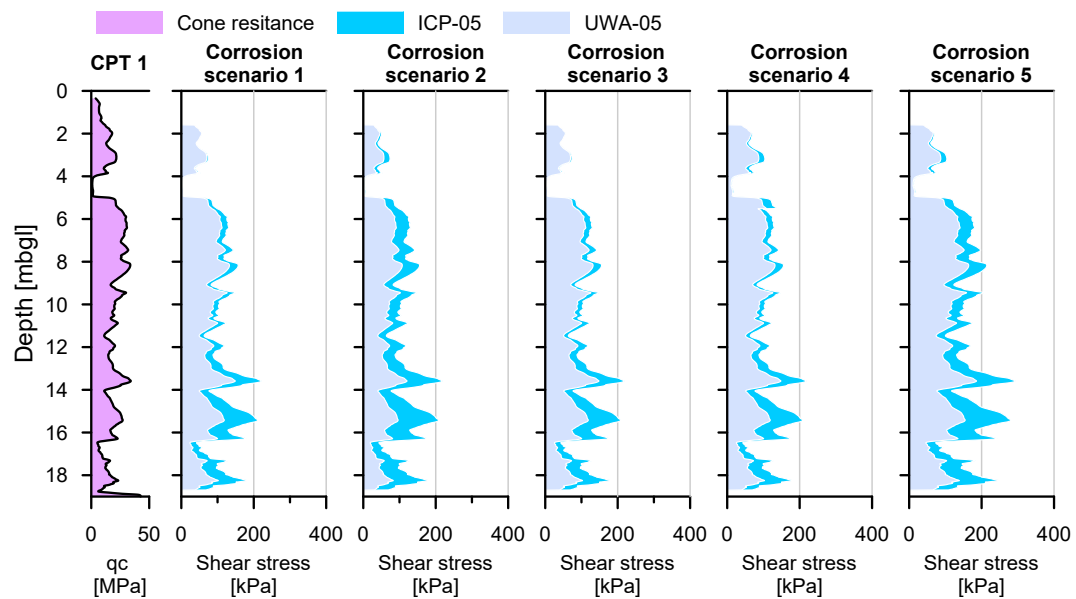 Cone resitance ICP-05 UWA-05
CPT 1 Corrosion scenario 1 Corrosion scenario 2 Corrosion scenario 3 Corrosion scenario 4 Corrosion scenario 5
Depth [mbgl]
0
2
4
6
8
10
12
14
16
18
0 50 0 200 400 0 200 400 0 200 400 0 200 400 0 200 400
qc Shear stress Shear stress Shear stress Shear stress Shear stress
[MPa] [kPa] [kPa] [kPa] [kPa] [kPa]